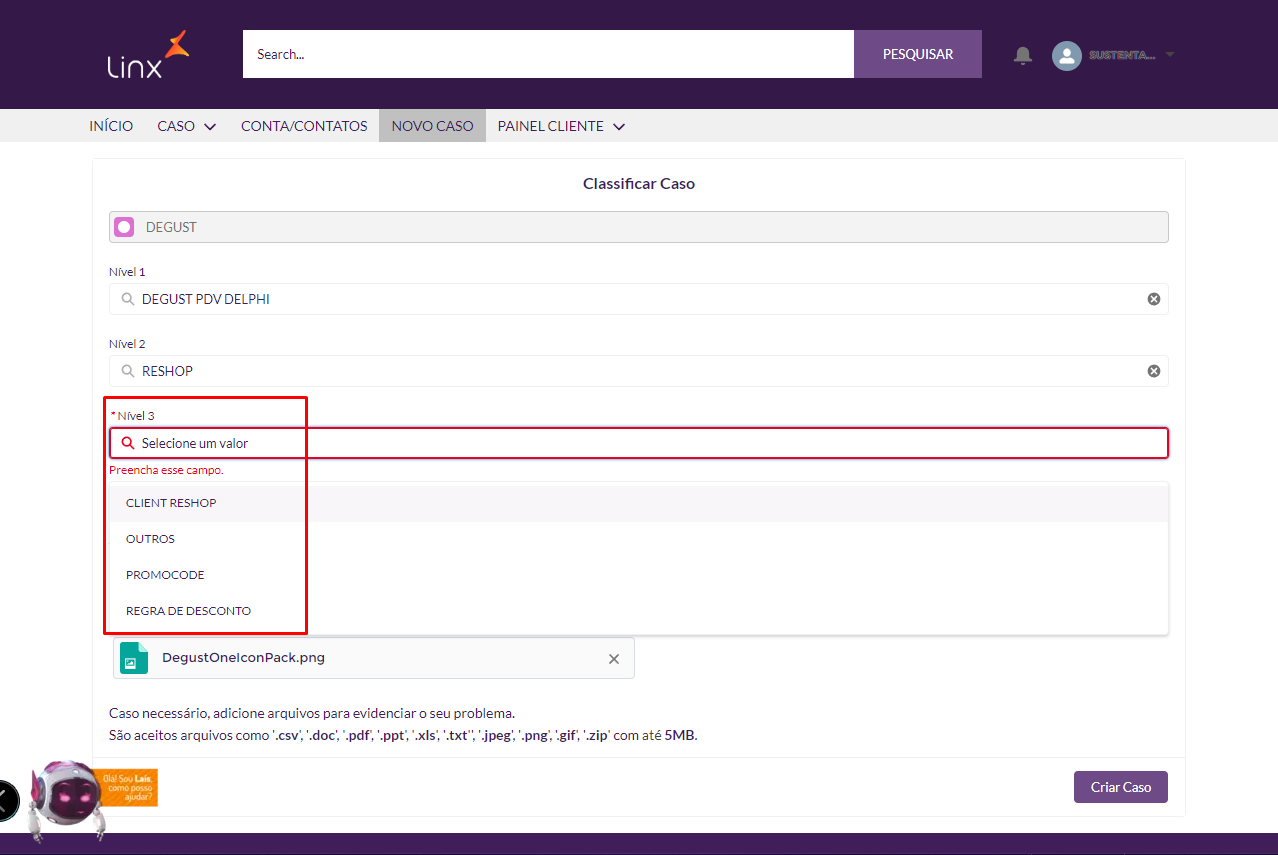 Linx
Search...
PESQUISAR
SUSTENTA...
INÍCIO
CASO
CONTA/CONTATOS
NOVO CASO
PAINEL CLIENTE
Classificar Caso
DEGUST
Nível 1
DEGUST PDV DELPHI
Nível 2
RESHOP
*Nível 3
Selecione um valor
Preencha esse campo.
CLIENT RESHOP
OUTROS
PROMOCODE
REGRA DE DESCONTO
DegustOneIconPack.png
Caso necessário, adicione arquivos para evidenciar o seu problema.
São aceitos arquivos como '.csv', '.doc', '.pdf', '.ppt', '.xls', '.txt'', '.jpeg', '.png', '.gif', '.zip' com até 5MB.
Olá! Sou Laís,
como posso
ajudar?
Criar Caso